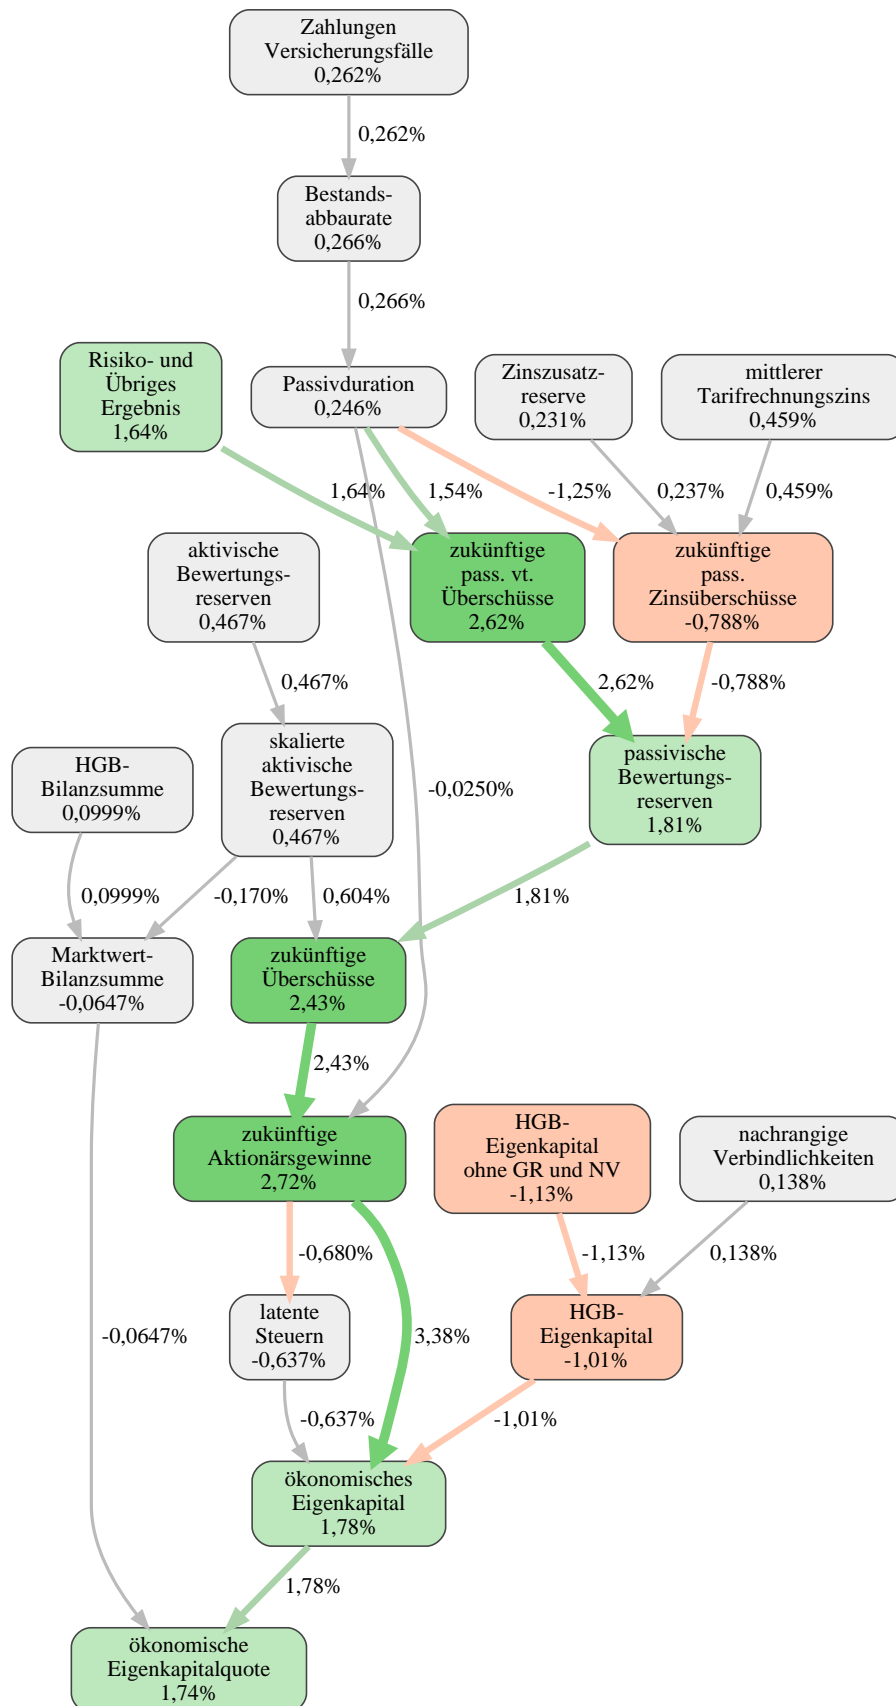 Zahlungen
Versicherungsfälle
0,262%
0,262%
Bestands-
abbaurate
0,266%
0,266%
Risiko- und
Übriges
Ergebnis
1,64%
Passivduration
0,246%
Zinszusatz-
reserve
0,231%
mittlerer
Tarifrechnungszins
0,459%
1,64%
1,54%
-1,25%
0,237%
0,459%
aktivische
Bewertungs-
reserven
0,467%
zukünftige
pass. vt.
Überschüsse
2,62%
zukünftige
pass.
Zinsüberschüsse
-0,788%
0,467%
2,62%
-0,788%
HGB-
Bilanzsumme
0,0999%
skalierte
aktivische
Bewertungs-
reserven
0,467%
-0,0250%
passivische
Bewertungs-
reserven
1,81%
0,0999%
-0,170%
0,604%
1,81%
Marktwert-
Bilanzsumme
-0,0647%
zukünftige
Überschüsse
2,43%
2,43%
zukünftige
Aktionärsgewinne
2,72%
HGB-
Eigenkapital
ohne GR und NV
-1,13%
nachrangige
Verbindlichkeiten
0,138%
-0,680%
-1,13%
0,138%
-0,0647%
latente
Steuern
-0,637%
3,38%
HGB-
Eigenkapital
-1,01%
-0,637%
-1,01%
ökonomisches
Eigenkapital
1,78%
1,78%
ökonomische
Eigenkapitalquote
1,74%